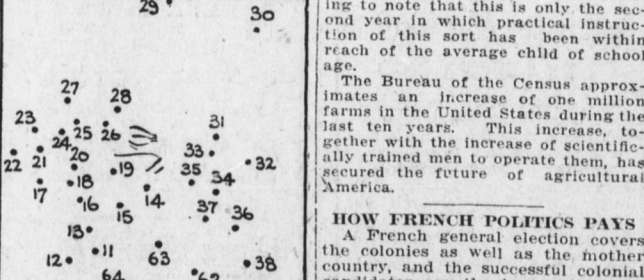 29
30
27
28
23
24
25
26
31
22
21
20
33
32
19
35
34
17
18
16
14
15
37
36
13
11
63
12
38
64
62
ing to note that this is only the sec-
ond year in which practical instruc-
tion of this sort has been within
reach of the average child of school
age.
The Bureau of the Census approx-
imates an increase of one million
farms in the United States during the
last ten years. This increase, to-
gether with the increase of scientific-
ally trained men to operate them, has
secured the future of agricultural
America.
HOW FRENCH POLITICS PAYS
A French general election covers
the colonies as well as the mother
country, and the successful colonial